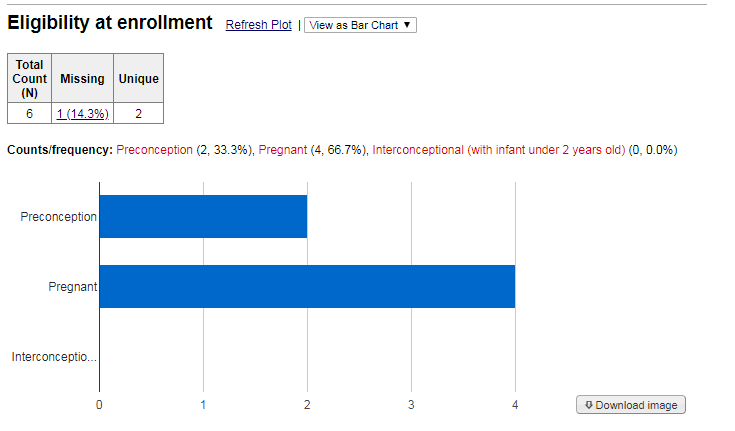 Eligibility at enrollment Refresh Plot | View as Bar Chart
Total Count (N) Missing Unique
6 1 (14.3%) 2
Counts/frequency: Preconception (2, 33.3%), Pregnant (4, 66.7%), Interconceptional (with infant under 2 years old) (0, 0.0%)
Preconception
Pregnant
Interconceptio...
0 1 2 3 4
Download image